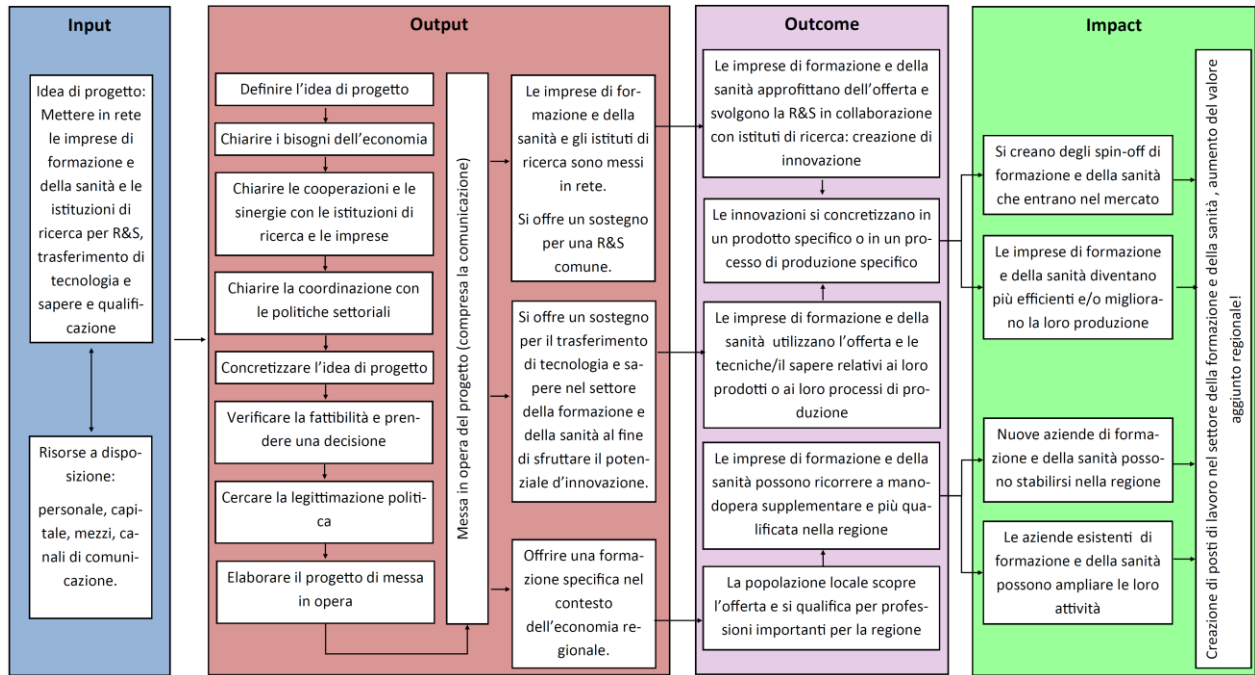 Input
Idea di progetto:
Mettere in rete
le imprese di
formazione e
della sanità e le
istituzioni di
ricerca per R&S,
trasferimento di
tecnologia e
sapere e qualifi-
cazione
Risorse a dispo-
sizione:
personale, capi-
tale, mezzi, ca-
nali di comuni-
cazione.
Output
Definire l'idea di progetto
Chiarire i bisogni dell'economia
Chiarire le cooperazioni e le
sinergie con le istituzioni di
ricerca e le imprese
Chiarire la coordinazione con
le politiche settoriali
Concretizzare l'idea di progetto
Verificare la fattibilità e pren-
dere una decisione
Cercare la legittimazione politi-
ca
Elaborare il progetto di messa
in opera
Messa in opera del progetto (compresa la comunicazione)
Le imprese di for-
mazione e della
sanità e gli istituti di
ricerca sono messi
in rete.
Si offre un sostegno
per una R&S
comune.
Si offre un sostegno
per il trasferimento
di tecnologia e sa-
pere nel settore
della formazione e
della sanità al fine
di sfruttare il poten-
ziale d'innovazione.
Offrire una forma-
zione specifica nel
contesto
dell'economia re-
gionale.
Outcome
Le imprese di formazione e della
sanità approfittano dell'offerta e
svolgono la R&S in collaborazione
con istituti di ricerca: creazione di
innovazione
Le innovazioni si concretizzano in
un prodotto specifico o in un pro-
cesso di produzione specifico
Le imprese di formazione e della
sanità utilizzano l'offerta e le
tecniche/il sapere relativi ai loro
prodotti o ai loro processi di pro-
duzione
Le imprese di formazione e della
sanità possono ricorrere a mano-
dopera supplementare e più qua-
lificata nella regione
La popolazione locale scopre
l'offerta e si qualifica per profes-
sioni importanti per la regione
Impact
Si creano degli spin-off di
formazione e della sanità
che entrano nel mercato
Le imprese di formazione
e della sanità diventano
più efficienti e/o migliora-
no la loro produzione
Nuove aziende di forma-
zione e della sanità posso-
no stabilirsi nella regione
Le aziende esistenti di
formazione e della sanità
possono ampliare le loro
attività
Creazione di posti di lavoro nel settore della formazione e della sanità , aumento del valore
aggiunto regionale!